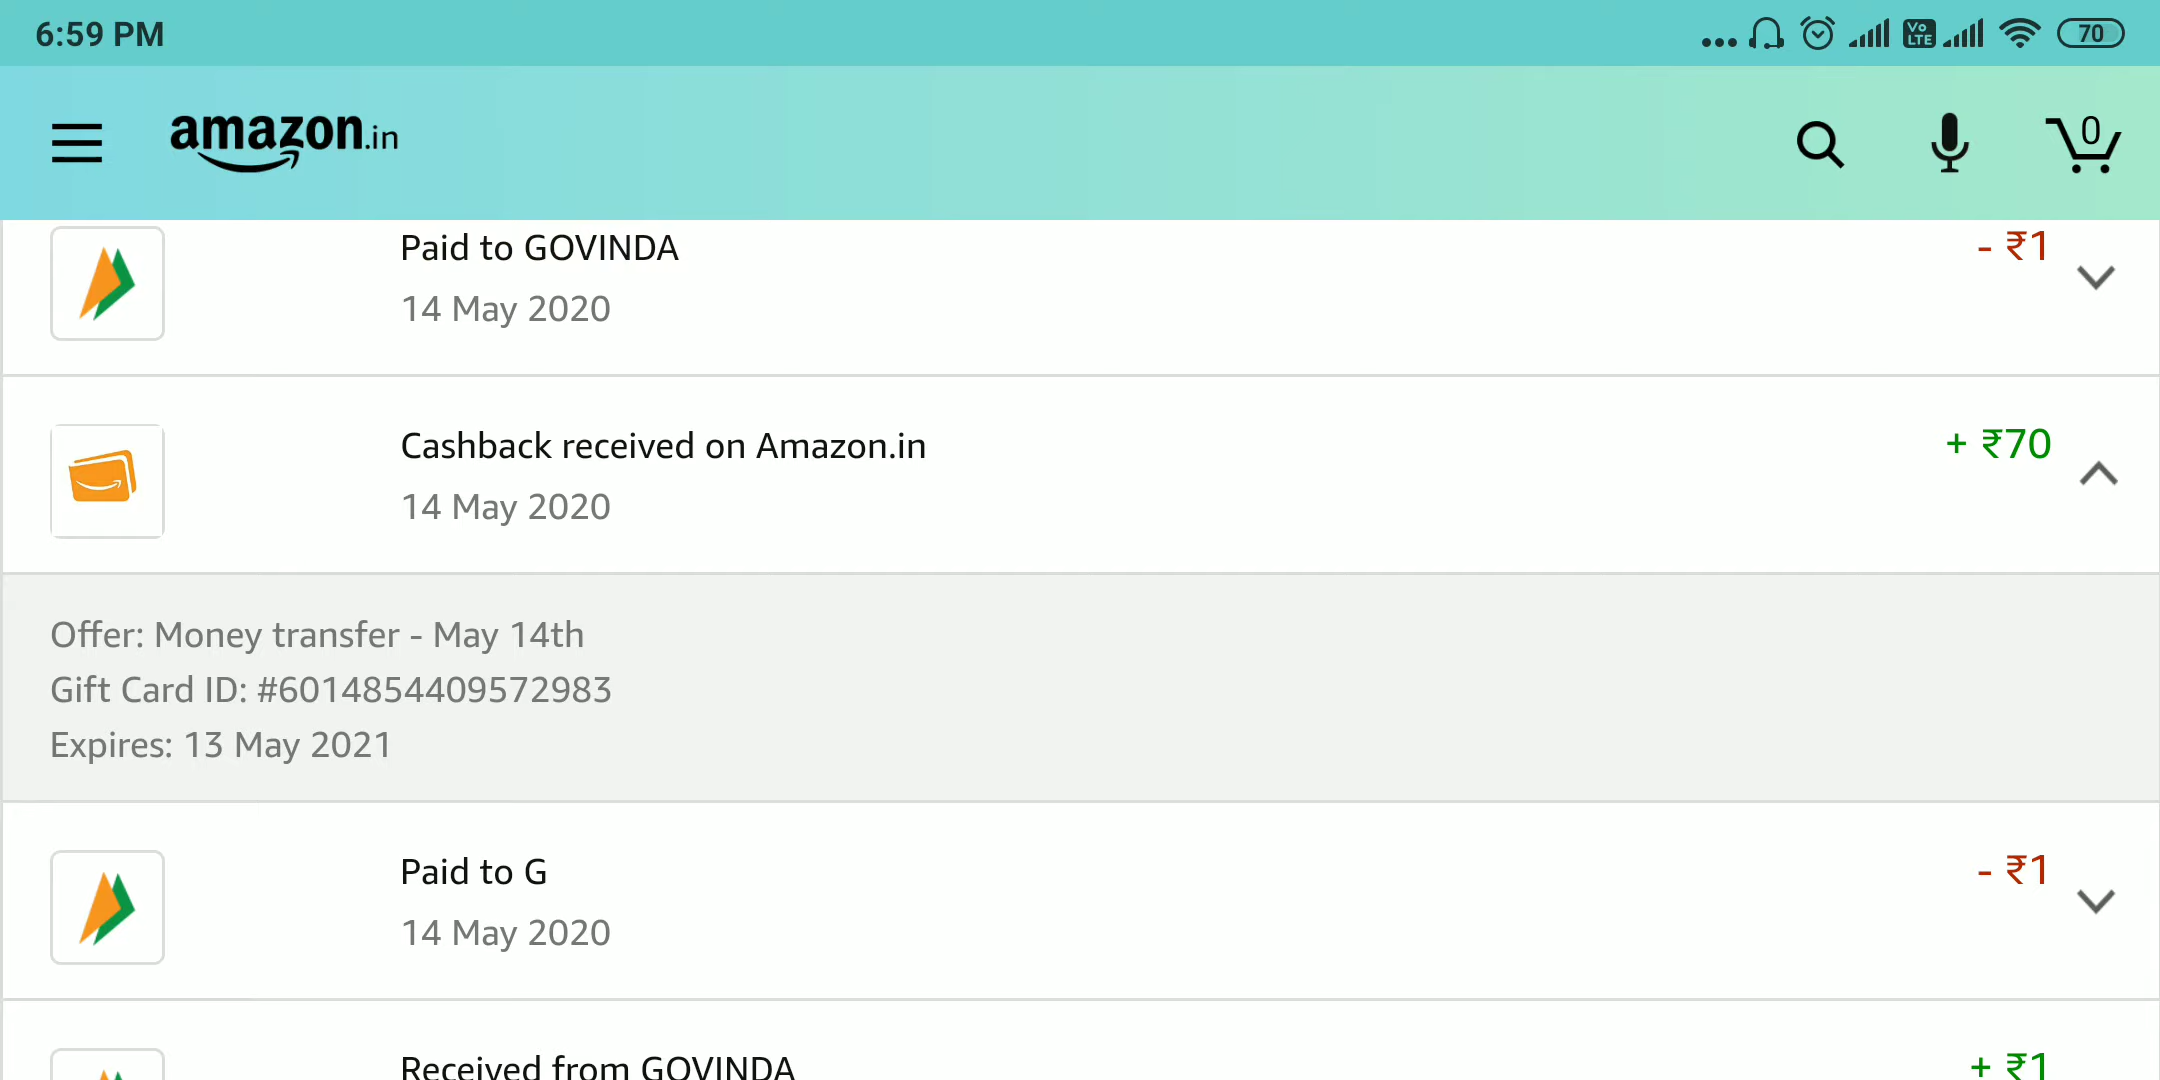 6:59 PM
Vo LTE
70
amazon.in
0
Paid to GOVINDA
- ₹1
14 May 2020
Cashback received on Amazon.in
+ ₹70
14 May 2020
Offer: Money transfer - May 14th
Gift Card ID: #6014854409572983
Expires: 13 May 2021
Paid to G
- ₹1
14 May 2020
Received from GOVINDA
+ ₹1